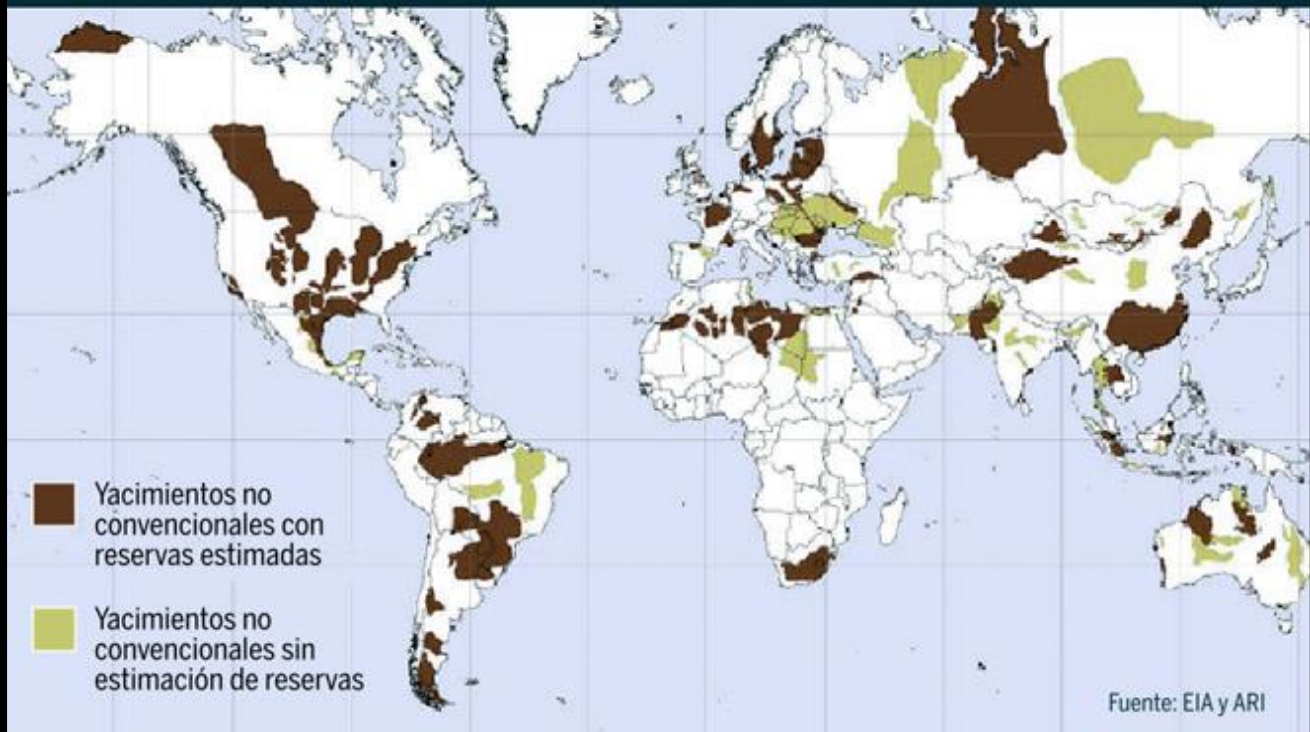 Yacimientos no
convencionales con
reservas estimadas
Yacimientos no
convencionales sin
estimación de reservas
Fuente: EIA y ARI